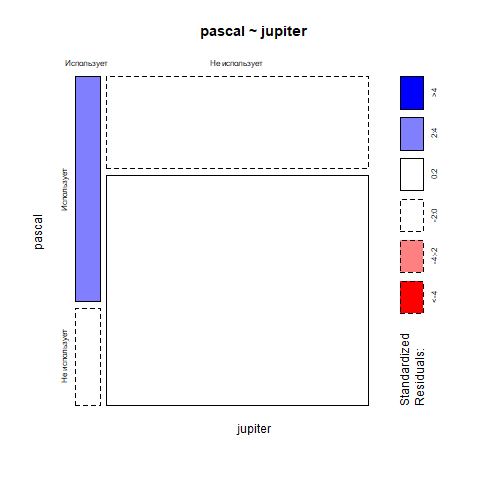 pascal ~ jupiter
Использует
Не использует
Использует
Не использует
pascal
jupiter
>4
2:4
0:2
-2:0
-4:-2
<-4
Standardized
Residuals: